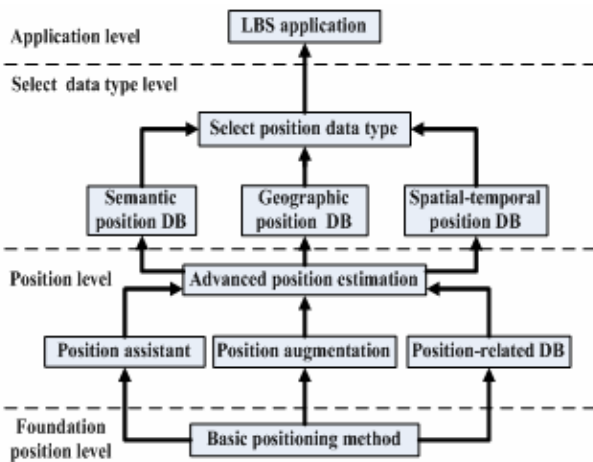 LBS application
Application level
Select data type level
Select position data type
Semantic
position DB
Geographic
position DB
Spatial-temporal
position DB
Position level
Advanced position estimation
Position assistant
Position augmentation
Position-related DB
Foundation
position level
Basic positioning method